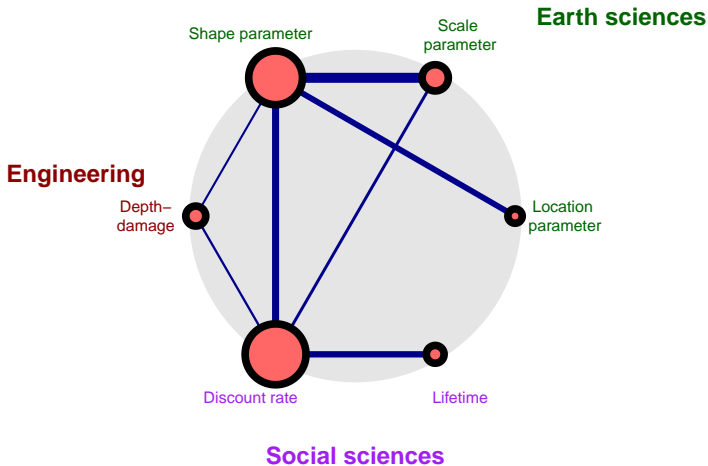 Earth sciences
Shape parameter
Scale
parameter
Engineering
Depth−
damage
Location
parameter
Discount rate
Lifetime
Social sciences